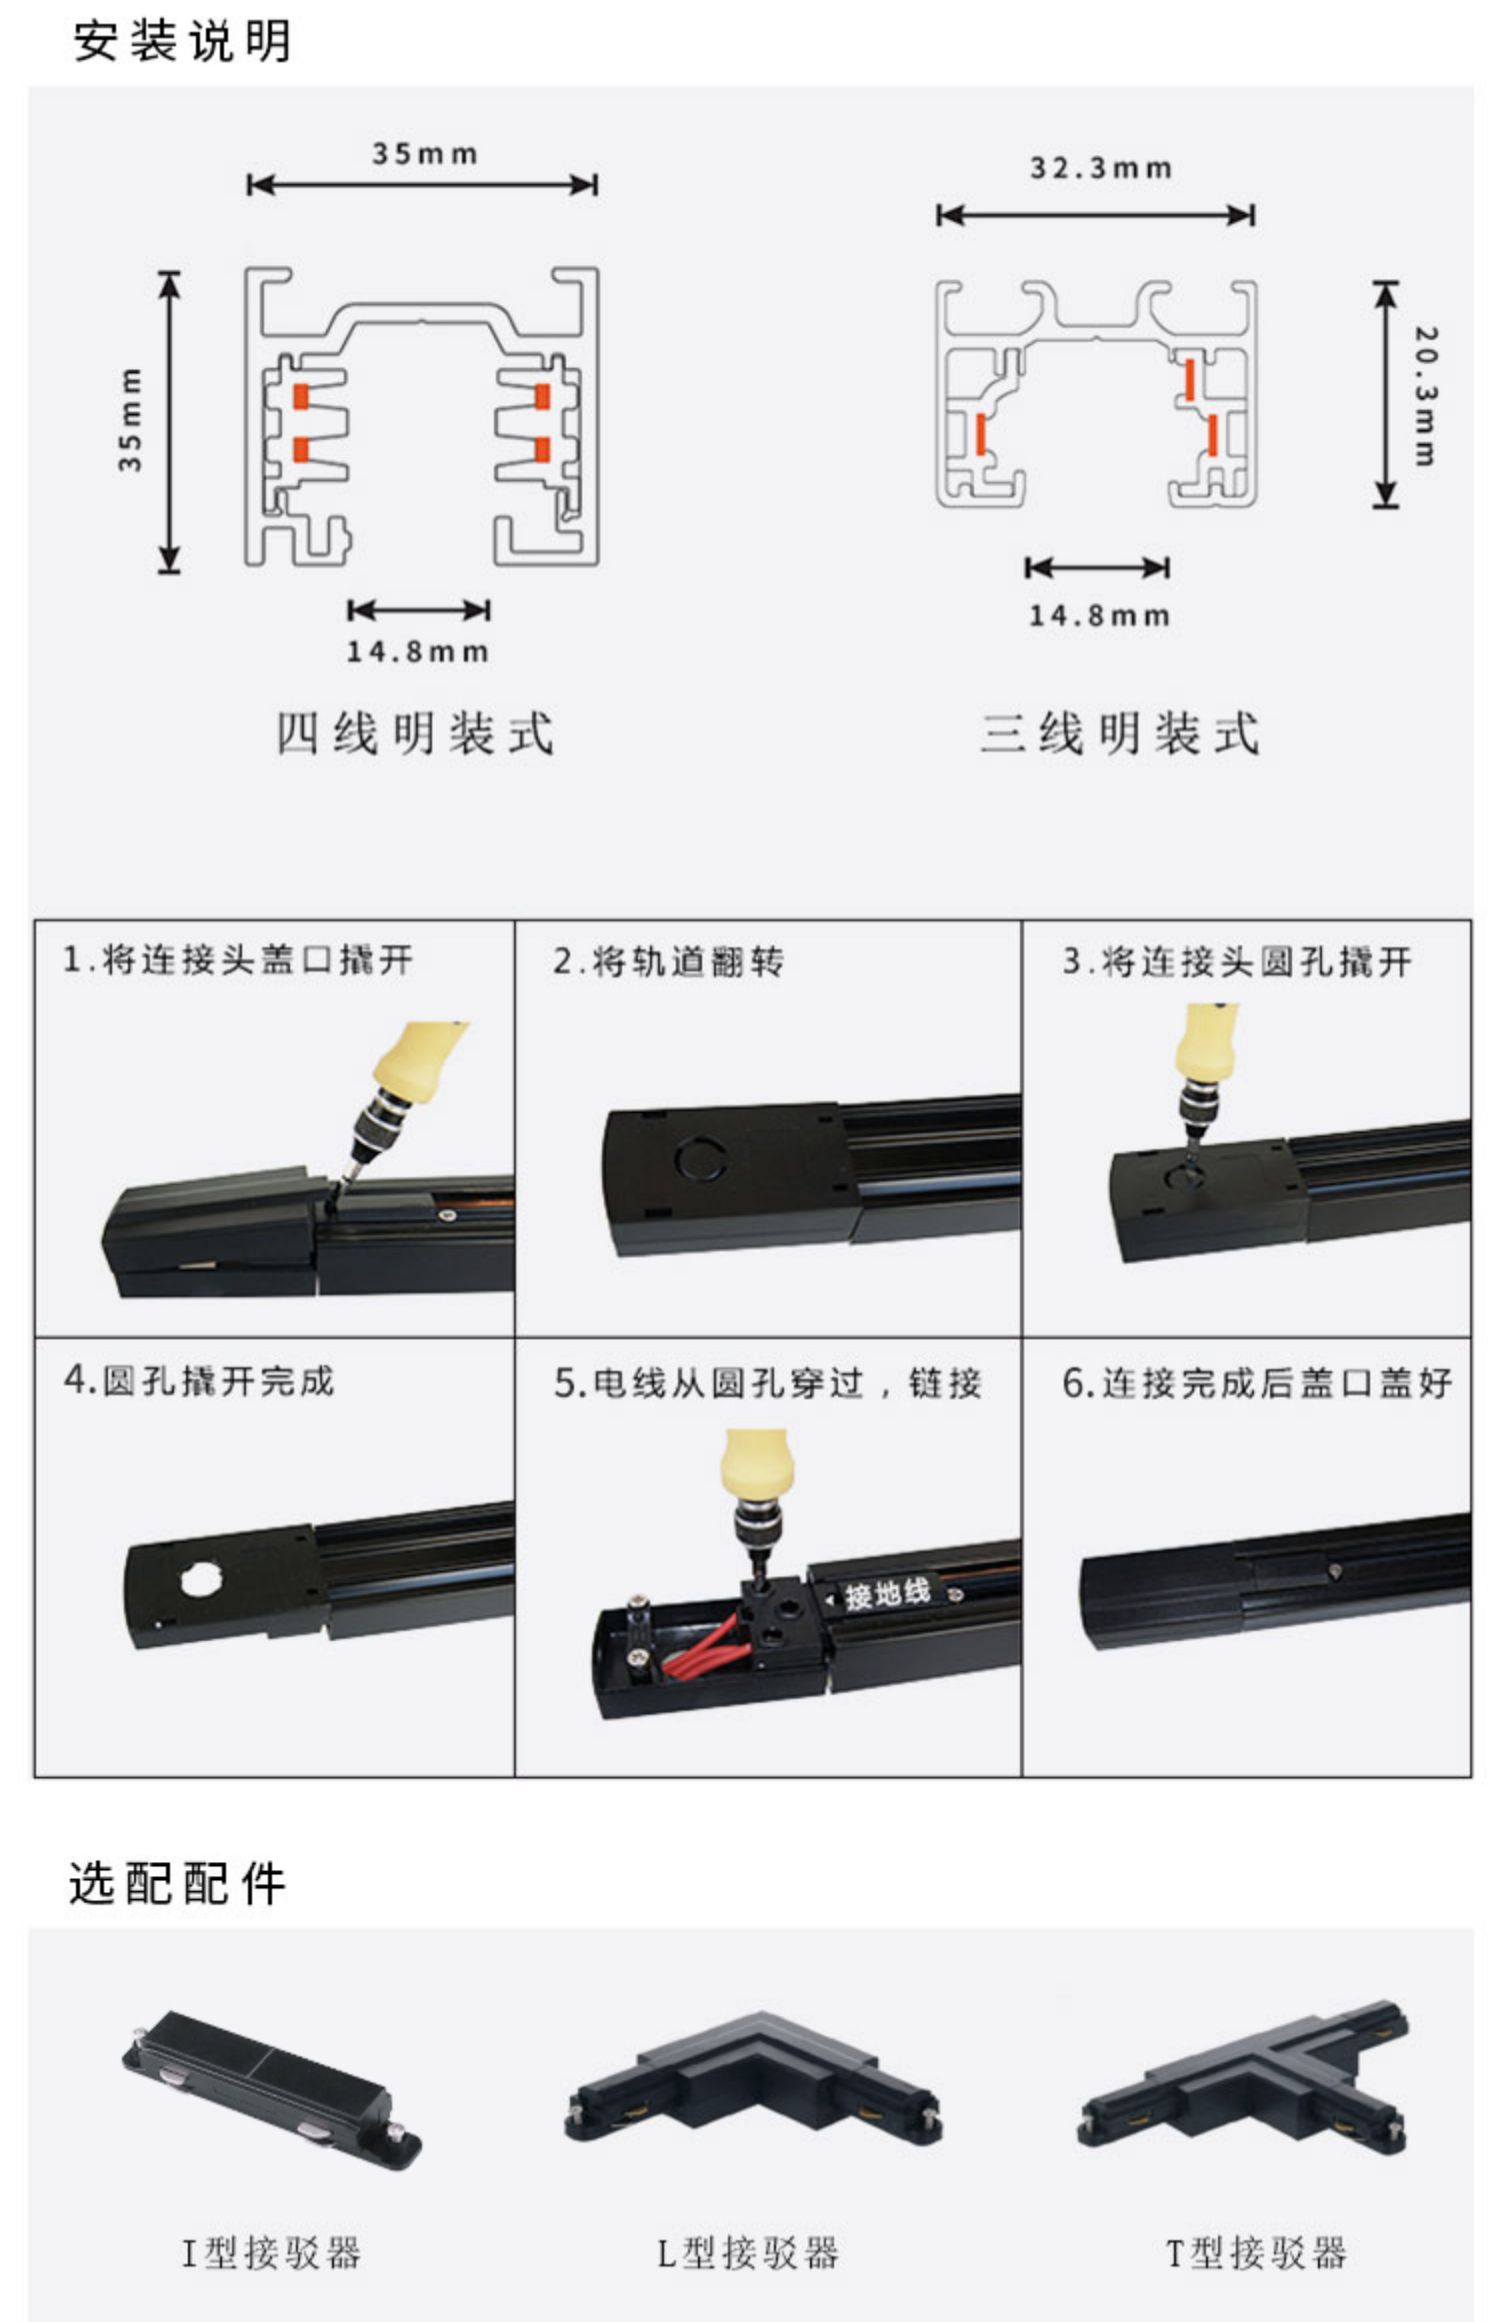 安装说明
35mm
32.3mm
35mm
20.3mm
14.8mm
14.8mm
四线明装式
三线明装式
1.将连接头盖口撬开
2.将轨道翻转
3.将连接头圆孔撬开
4.圆孔撬开完成
5.电线从圆孔穿过，链接
6.连接完成后盖口盖好
接地线
选配配件
I型接驳器
L型接驳器
T型接驳器